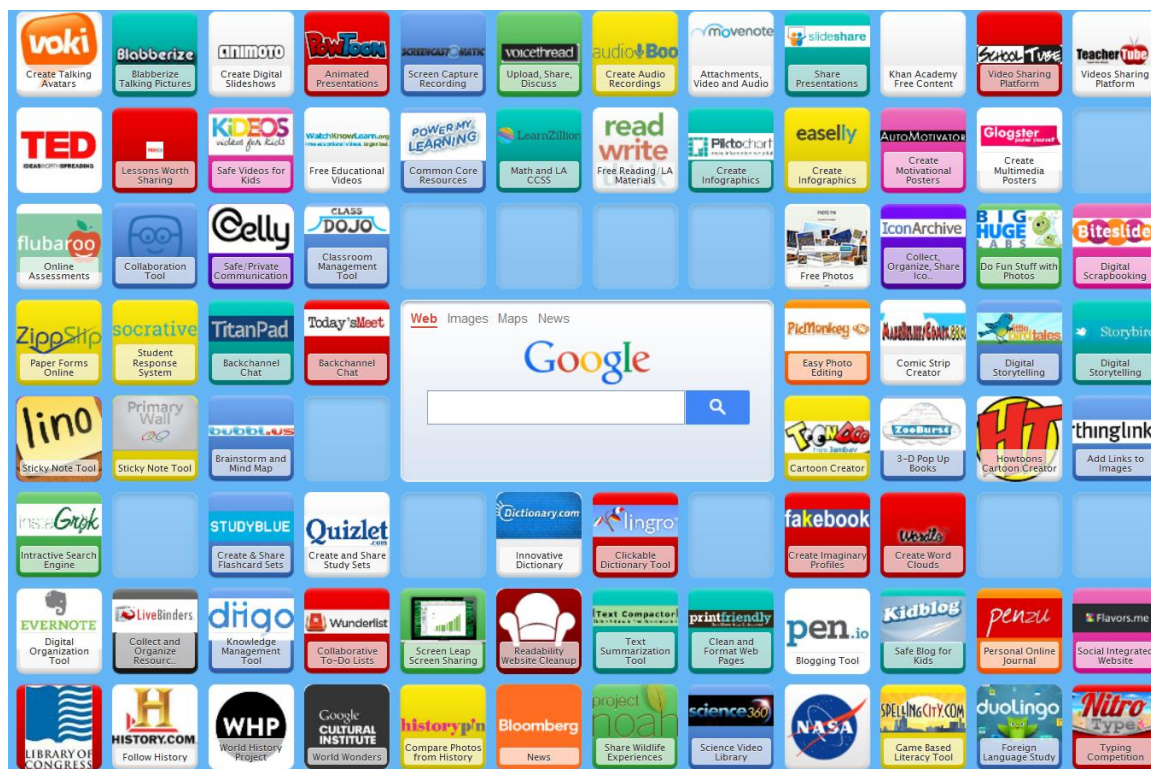 voki
Create Talking
Avatars
Blabberize
Blabberize
Talking Pictures
ANIMOTO
Create Digital
Slideshows
PowToon
Animated
Presentations
SCREENCAST-O-MATIC
Screen Capture
Recording
voicethread
Upload, Share,
Discuss
audioBoo
Create Audio
Recordings
movenote
Attachments,
Video and Audio
slideshare
Share
Presentations
Khan Academy
Free Content
SCHOOL TUBE
Video Sharing
Platform
TeacherTube
Videos Sharing
Platform
TED
IDEAS WORTH SPREADING
Lessons Worth
Sharing
KiDEOS
videos for kids
Safe Videos for
Kids
WatchKnowLearn.org
Free Educational
Videos
POWER MY
LEARNING
Common Core
Resources
LearnZillion
Math and LA
CCSS
read
write
Free Reading/LA
Materials
Piktochart
Create
Infographics
easelly
Create
Infographics
AUTOMOTIVATOR
Create
Motivational
Posters
Glogster
poster yourself
Create
Multimedia
Posters
flubaroo
Online
Assessments
Collaboration
Tool
Celly
Safe/Private
Communication
CLASS
DOJO
Classroom
Management
Tool
PHOTO PIN
Free Photos
IconArchive
Collect,
Organize, Share
Ico..
BIG
HUGE
LABS
Do Fun Stuff with
Photos
Biteslide
Digital
Scrapbooking
ZippSlip
Paper Forms
Online
socrative
Student
Response
System
TitanPad
Backchannel
Chat
Today'sMeet
Backchannel
Chat
Web Images Maps News
Google
PicMonkey
Easy Photo
Editing
MakeBeliefsComix.com
Comic Strip
Creator
little
birdtales
Digital
Storytelling
Storybird
Digital
Storytelling
lino
Sticky Note Tool
Primary
Wall
Sticky Note Tool
bubbl.us
Brainstorm and
Mind Map
ToonDoo
from Jambav
Cartoon Creator
ZooBurst
3-D Pop Up
Books
HT
Howtoons
Cartoon Creator
thinglink
Add Links to
Images
instaGrok
Intractive Search
Engine
STUDYBLUE
Create & Share
Flashcard Sets
Quizlet
.com
Create and Share
Study Sets
Dictionary.com
Innovative
Dictionary
lingro
Clickable
Dictionary Tool
fakebook
Create Imaginary
Profiles
Wordle
Create Word
Clouds
EVERNOTE
Digital
Organization
Tool
LiveBinders
Collect and
Organize
Resourc..
diigo
Knowledge
Management
Tool
Wunderlist
Collaborative
To-Do Lists
Screen Leap
Screen Sharing
Readability
Website Cleanup
Text Compactor
Text
Summarization
Tool
printfriendly
Clean and
Format Web
Pages
pen.io
Blogging Tool
Kidblog
Safe Blog for
Kids
penzu
Personal Online
Journal
Flavors.me
Social Integrated
Website
LIBRARY OF
CONGRESS
H
HISTORY.COM
Follow History
WHP
World History
Project
Google
CULTURAL
INSTITUTE
World Wonders
historypin
Compare Photos
from History
Bloomberg
News
project
noah
Share Wildlife
Experiences
science360
Science Video
Library
NASA
SPELLINGCITY.COM
Game Based
Literacy Tool
duolingo
Foreign
Language Study
Nitro
Type
Typing
Competition